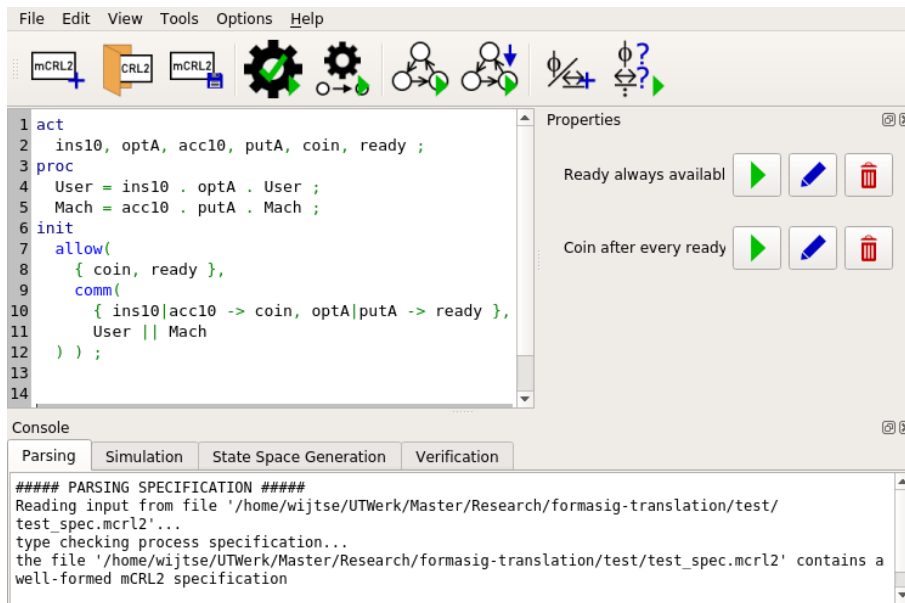 File Edit View Tools Options Help
mCRL2 CRL2 mCRL2
Properties
1 act
2 ins10, optA, acc10, putA, coin, ready ;
3 proc
4 User = ins10 . optA . User ;
5 Mach = acc10 . putA . Mach ;
6 init
7 allow(
8 { coin, ready },
9 comm(
10 { ins10|acc10 -> coin, optA|putA -> ready },
11 User || Mach
12 ) ) ;
13
14
Ready always availabl
Coin after every ready
Console
Parsing Simulation State Space Generation Verification
##### PARSING SPECIFICATION #####
Reading input from file '/home/wijtse/UTWerk/Master/Research/formasig-translation/test/
test_spec.mcrl2'...
type checking process specification...
the file '/home/wijtse/UTWerk/Master/Research/formasig-translation/test/test_spec.mcrl2' contains a
well-formed mCRL2 specification